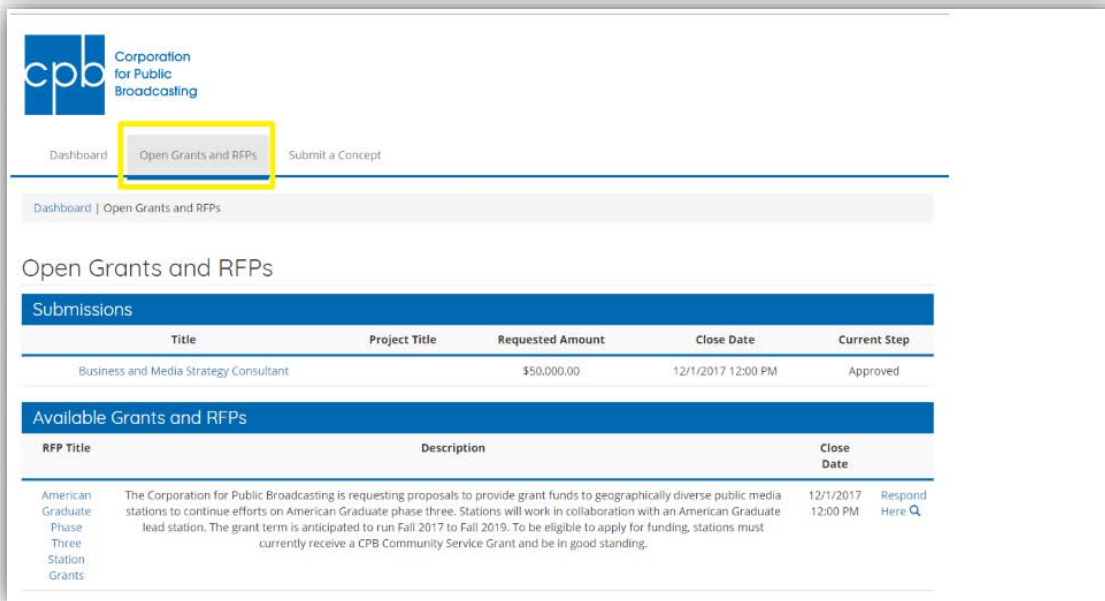 cpb
Corporation
for Public
Broadcasting
Dashboard Open Grants and RFPs Submit a Concept
Dashboard | Open Grants and RFPs
Open Grants and RFPs
Submissions
Title Project Title Requested Amount Close Date Current Step
Business and Media Strategy Consultant $50,000.00 12/1/2017 12:00 PM Approved
Available Grants and RFPs
RFP Title Description Close
Date
American The Corporation for Public Broadcasting is requesting proposals to provide grant funds to geographically diverse public media 12/1/2017 Respond
Graduate stations to continue efforts on American Graduate phase three. Stations will work in collaboration with an American Graduate 12:00 PM Here
Phase lead station. The grant term is anticipated to run Fall 2017 to Fall 2019. To be eligible to apply for funding, stations must
Three currently receive a CPB Community Service Grant and be in good standing.
Station
Grants